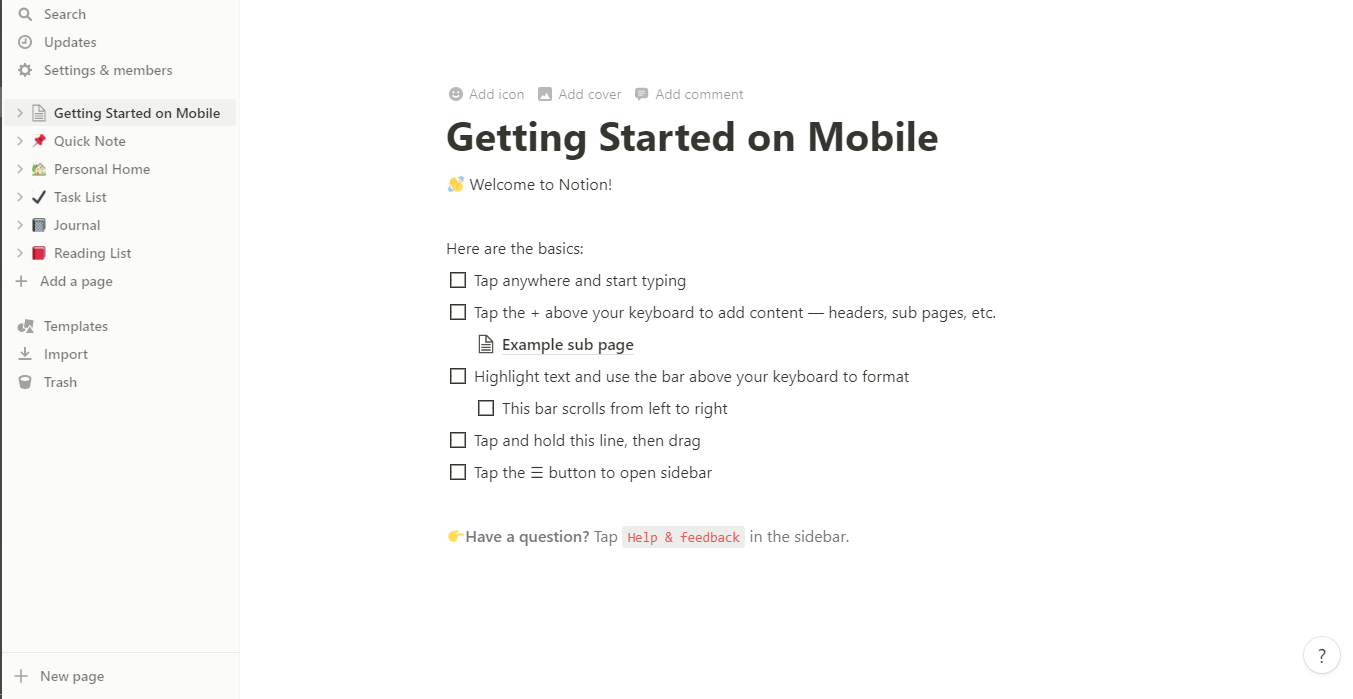 Search
Updates
Settings & members
Getting Started on Mobile
Quick Note
Personal Home
Task List
Journal
Reading List
Add a page
Templates
Import
Trash
New page
Add icon Add cover Add comment
Getting Started on Mobile
👋 Welcome to Notion!
Here are the basics:
Tap anywhere and start typing
Tap the + above your keyboard to add content — headers, sub pages, etc.
Example sub page
Highlight text and use the bar above your keyboard to format
This bar scrolls from left to right
Tap and hold this line, then drag
Tap the ☰ button to open sidebar
👉Have a question? Tap Help & feedback in the sidebar.
?